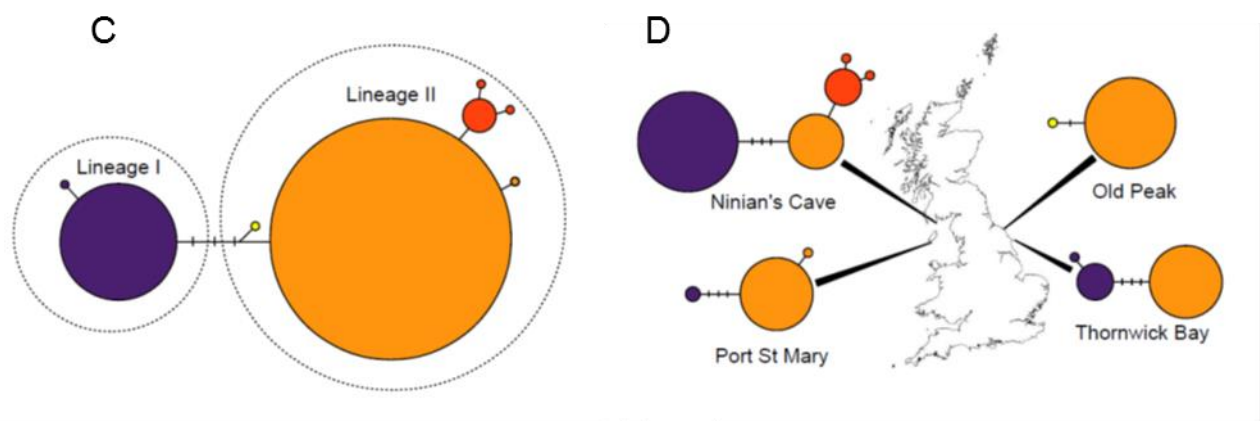 C
D
Lineage II
Lineage I
Ninian's Cave
Old Peak
Port St Mary
Thornwick Bay